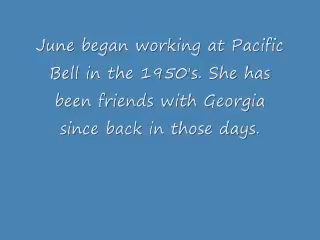 June began working at Pacific
Bell in the 1950's. She has
been friends with Georgia
since back in those days.